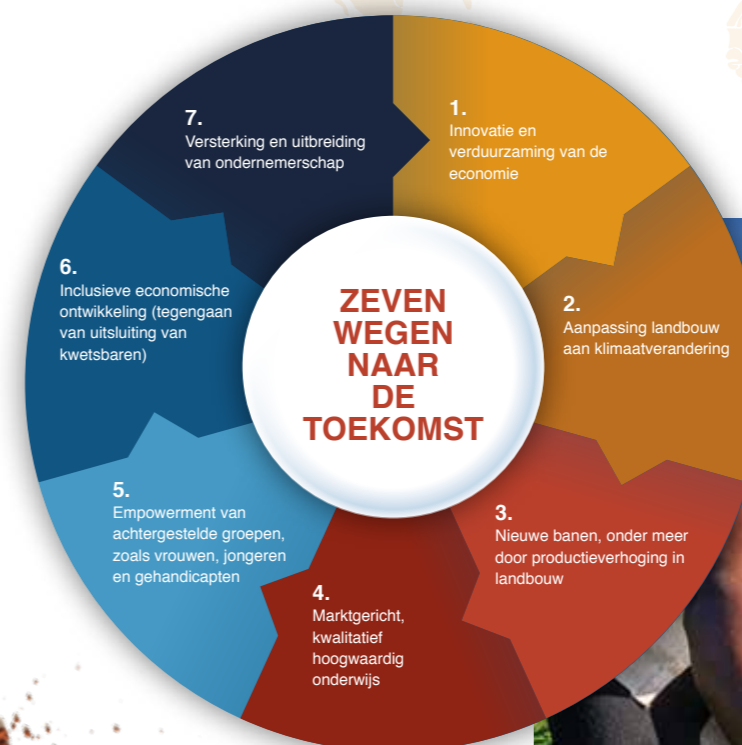 ZEVEN
WEGEN
NAAR
DE
TOEKOMST
1.
Innovatie en
verduurzaming van de
economie
2.
Aanpassing landbouw
aan klimaatverandering
3.
Nieuwe banen, onder meer
door productieverhoging in
landbouw
4.
Marktgericht,
kwalitatief
hoogwaardig
onderwijs
5.
Empowerment van
achtergestelde groepen,
zoals vrouwen, jongeren
en gehandicapten
6.
Inclusieve economische
ontwikkeling (tegengaan
van uitsluiting van
kwetsbaren)
7.
Versterking en uitbreiding
van ondernemerschap